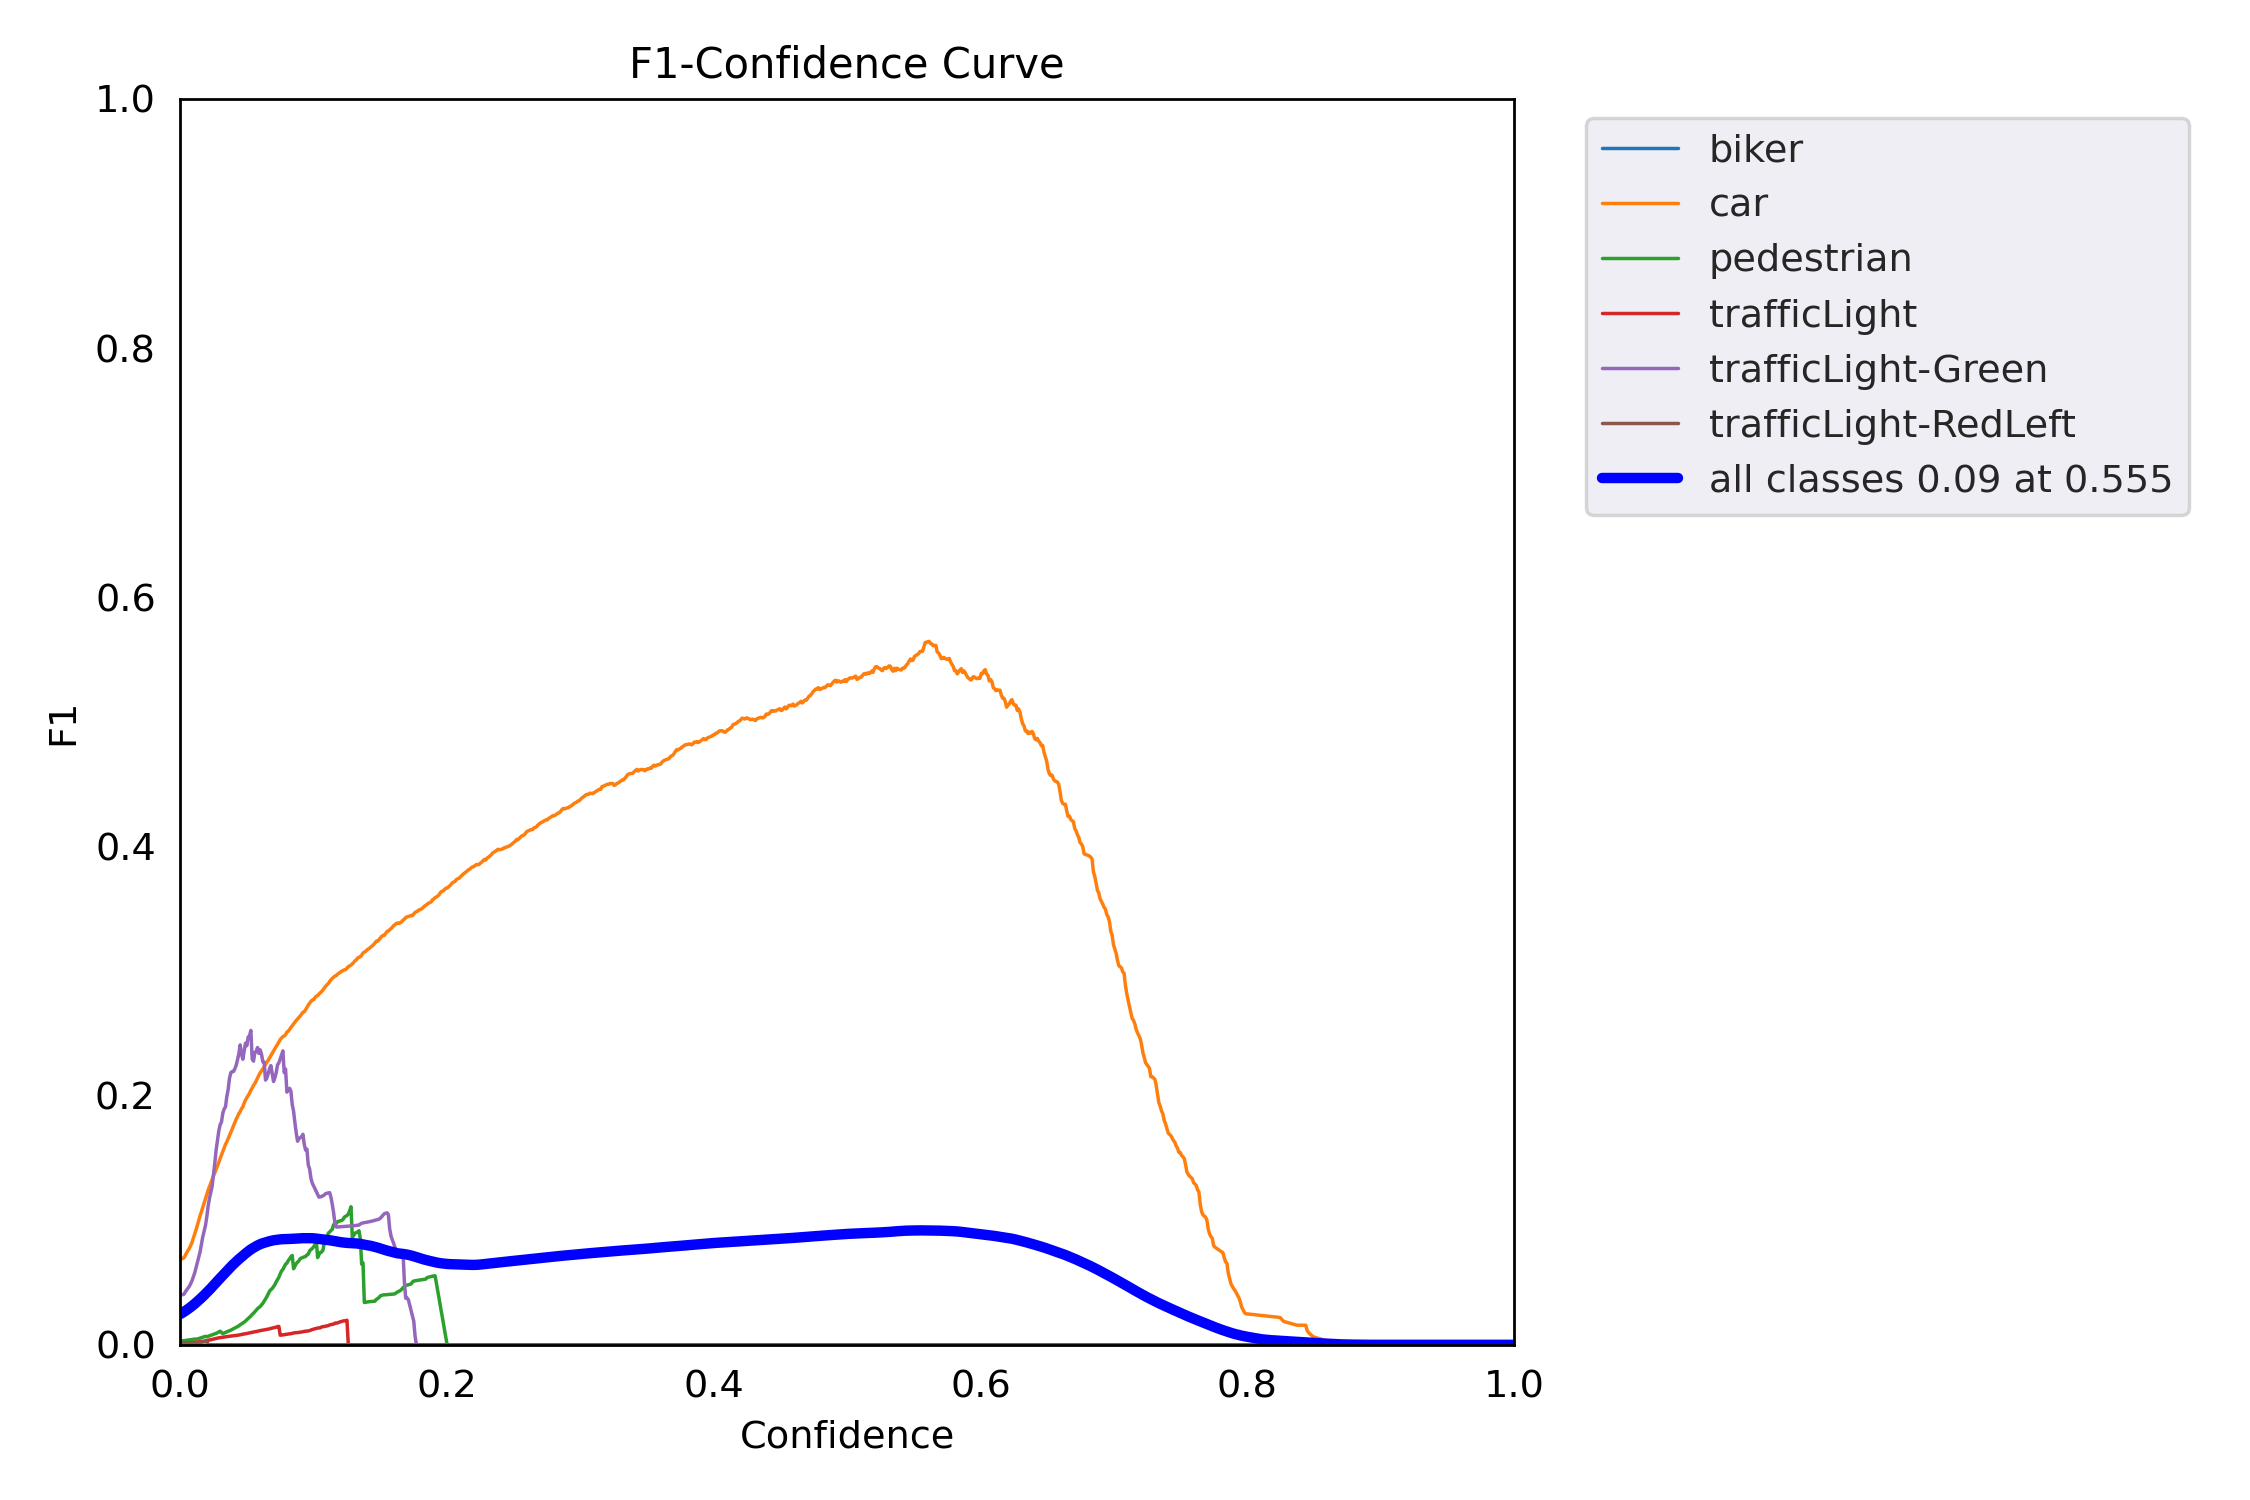 F1-Confidence Curve
1.0
0.8
0.6
0.4
0.2
0.0
F1
0.0 0.2 0.4 0.6 0.8 1.0
Confidence
biker
car
pedestrian
trafficLight
trafficLight-Green
trafficLight-RedLeft
all classes 0.09 at 0.555